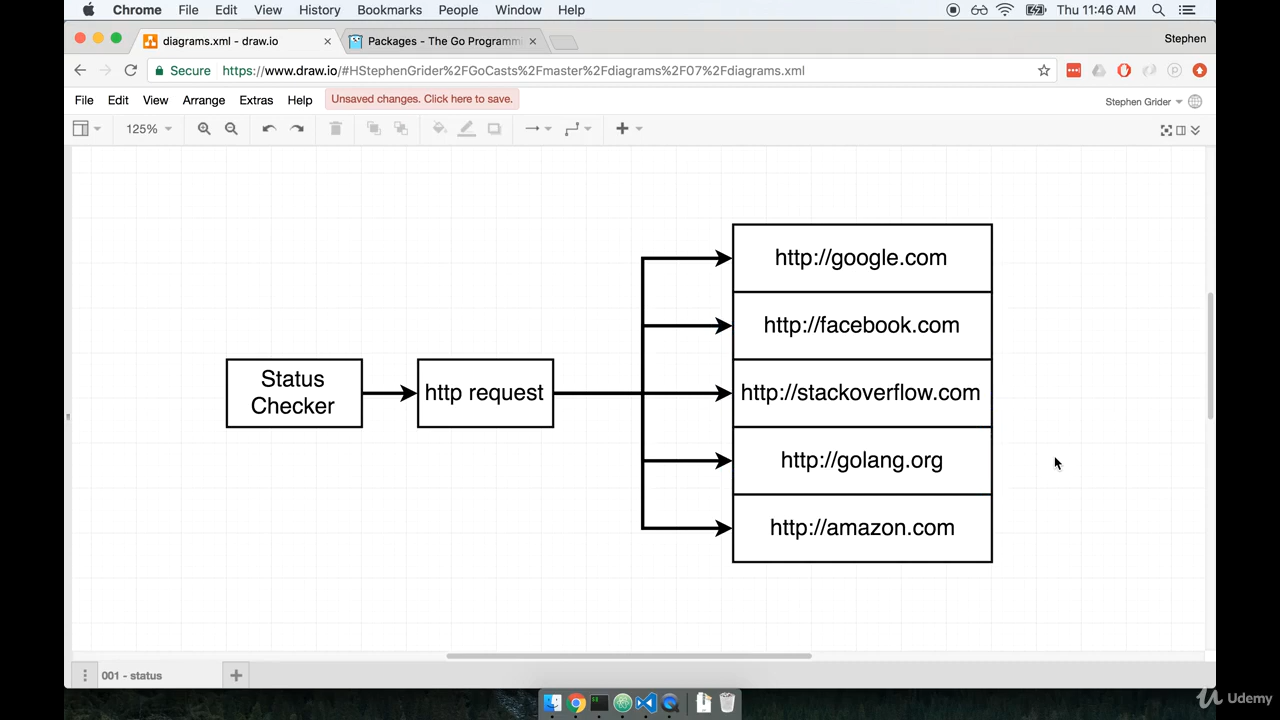 Chrome File Edit View History Bookmarks People Window Help Thu 11:46 AM
diagrams.xml - draw.io Packages - The Go Programmi Stephen
Secure https://www.draw.io/#HStephenGrider%2FGoCasts%2Fmaster%2Fdiagrams%2F07%2Fdiagrams.xml
File Edit View Arrange Extras Help Unsaved changes. Click here to save. Stephen Grider
125%
http://google.com
http://facebook.com
Status
Checker
http request
http://stackoverflow.com
http://golang.org
http://amazon.com
001 - status
Udemy